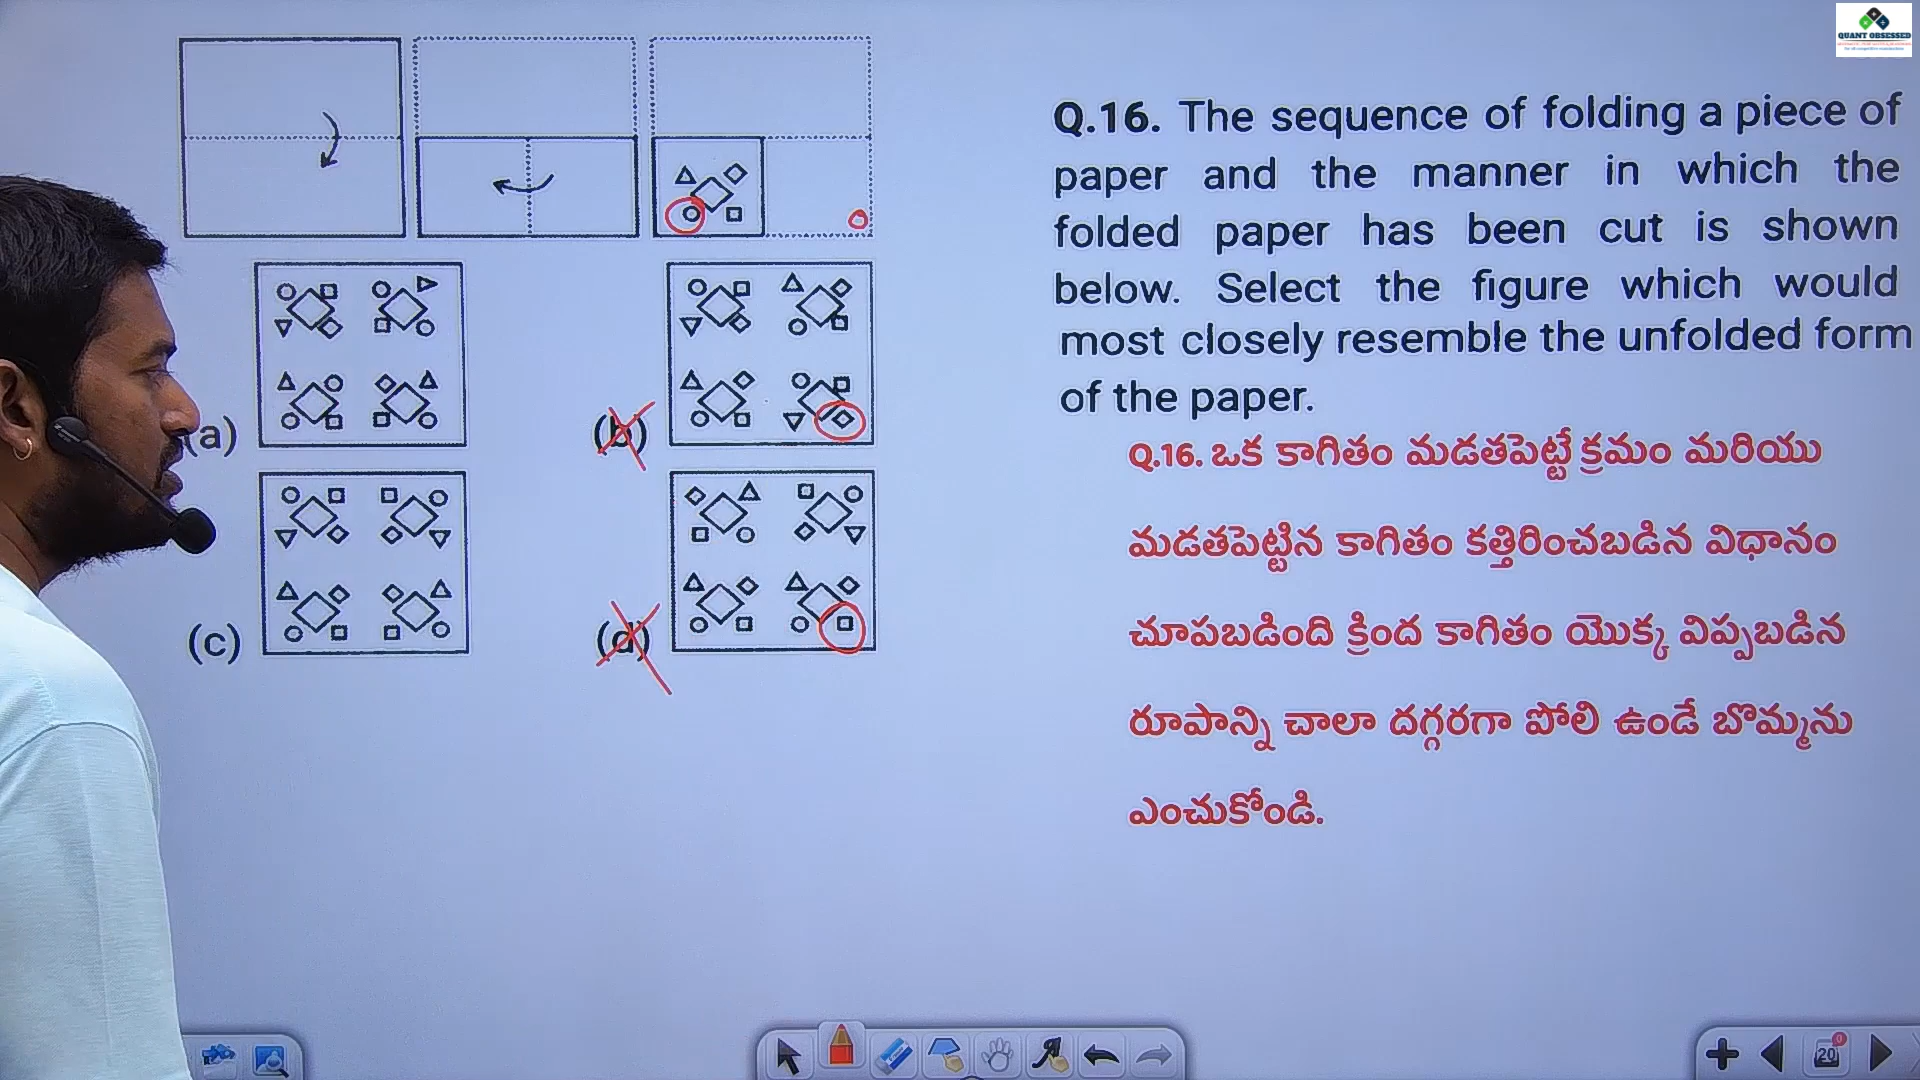 QUANT OBSESSED
Q.16. The sequence of folding a piece of
paper and the manner in which the
folded paper has been cut is shown
below. Select the figure which would
most closely resemble the unfolded form
of the paper.
Q.16. ఒక కాగితం మడతపెట్టే క్రమం మరియు
మడతపెట్టిన కాగితం కత్తిరించబడిన విధానం
చూపబడింది క్రింద కాగితం యొక్క విప్పబడిన
రూపాన్ని చాలా దగ్గరగా పోలి ఉండే బొమ్మను
ఎంచుకోండి.
(a)
(b)
(c)
(d)
20
0